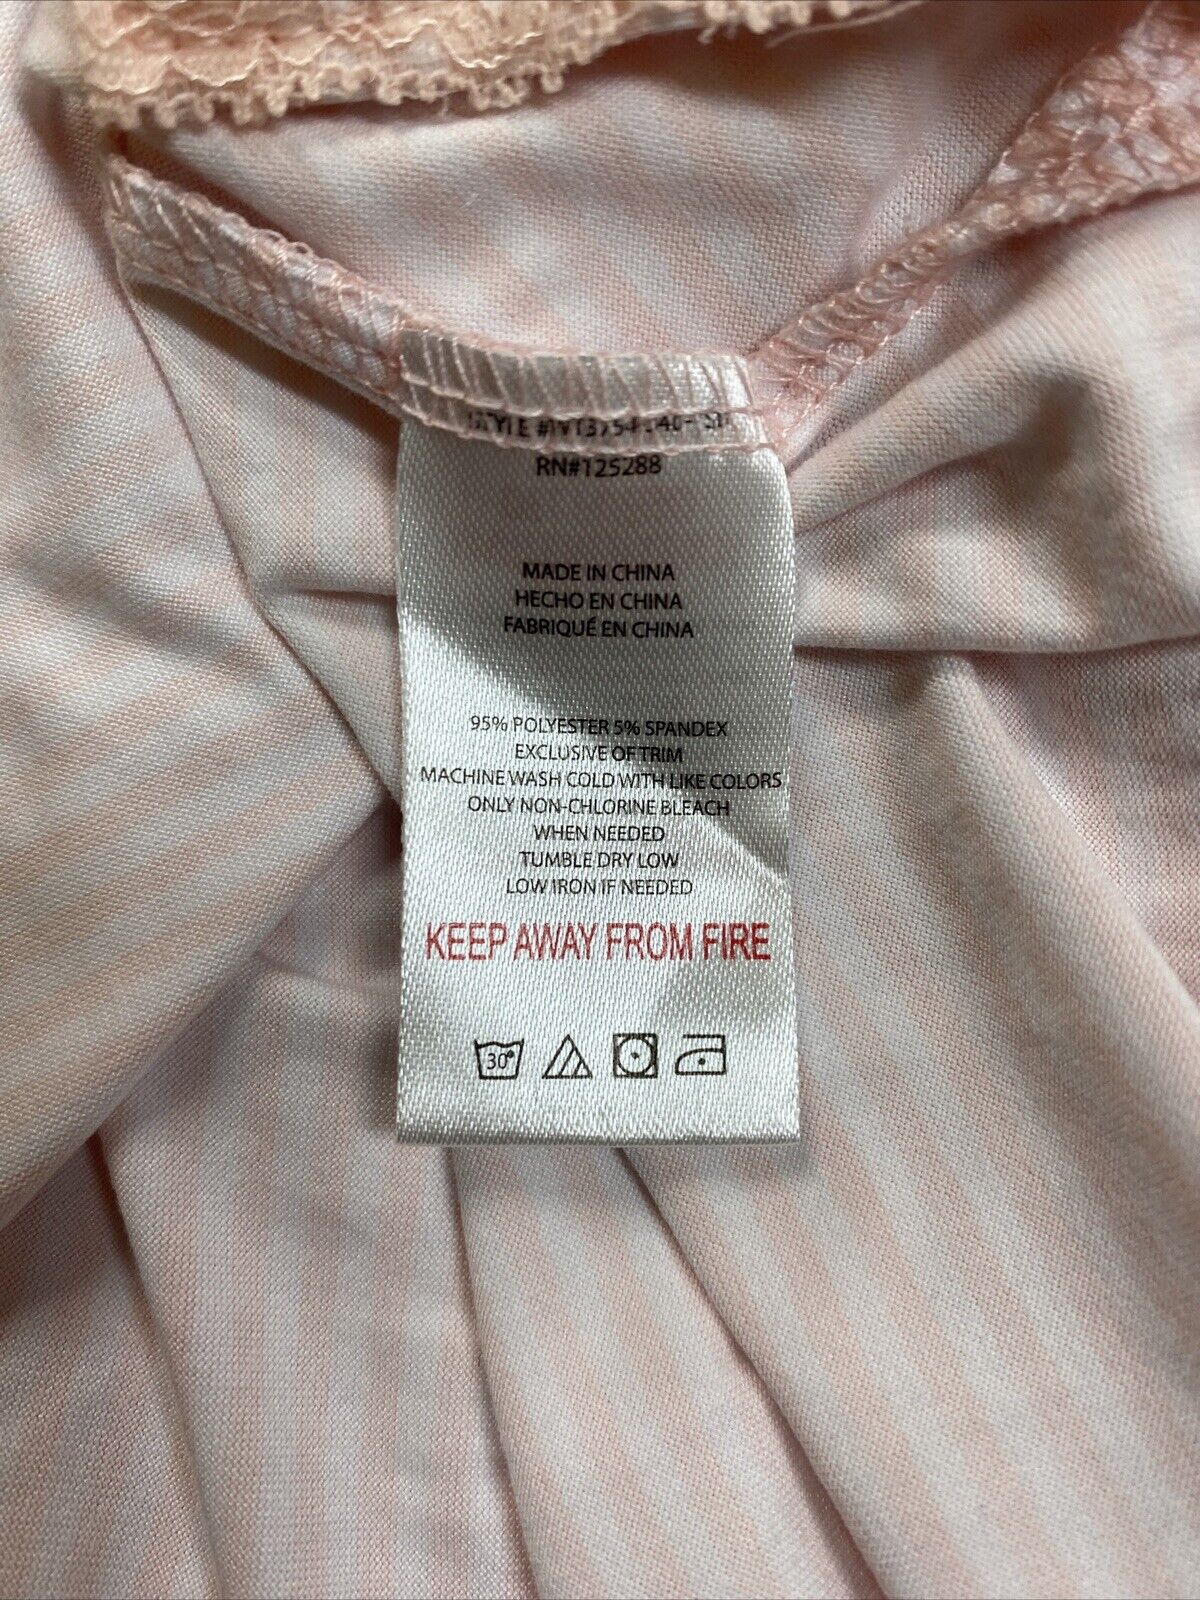 STYLE
RN#125288
MADE IN CHINA
HECHO EN CHINA
FABRIQUÉ EN CHINA
95% POLYESTER 5% SPANDEX
EXCLUSIVE OF TRIM
MACHINE WASH COLD WITH LIKE COLORS
ONLY NON-CHLORINE BLEACH
WHEN NEEDED
TUMBLE DRY LOW
LOW IRON IF NEEDED
KEEP AWAY FROM FIRE
30°